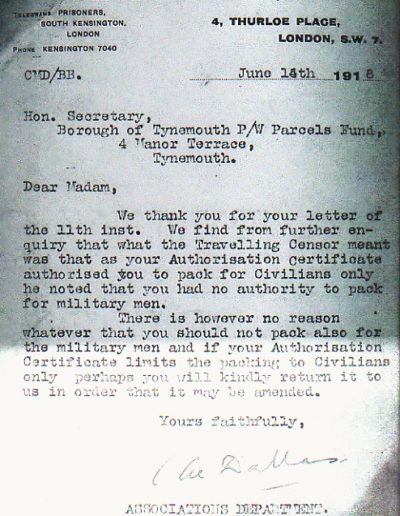 TELEGRAMS PRISONERS,
SOUTH KENSINGTON,
LONDON
PHONE KENSINGTON 7040
4, THURLOE PLACE,
LONDON, S.W. 7.
CMD/BB.
June 14th 1918
Hon. Secretary,
Borough of Tynemouth P/W Parcels Fund,
4 Manor Terrace,
Tynemouth.
Dear Madam,
We thank you for your letter of
the 11th inst. We find from further en-
quiry that what the Travelling Censor meant
was that as your Authorisation certificate
authorised you to pack for Civilians only
he noted that you had no authority to pack
for military men.
There is however no reason
whatever that you should not pack also for
the military men and if your Authorisation
Certificate limits the packing to Civilians
only perhaps you will kindly return it to
us in order that it may be amended.
Yours faithfully,
Dallas
ASSOCIATIONS DEPARTMENT.